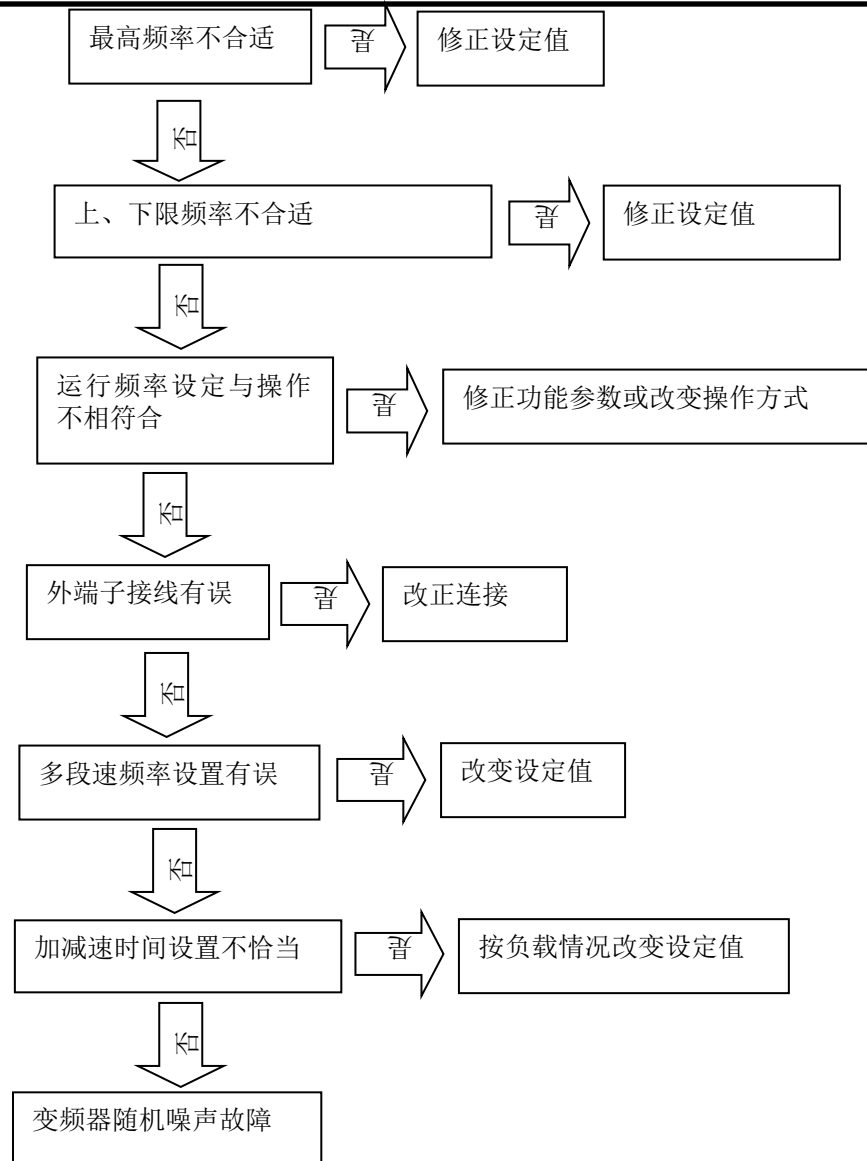 最高频率不合适
是
修正设定值
否
上、下限频率不合适
是
修正设定值
否
运行频率设定与操作
不相符合
是
修正功能参数或改变操作方式
否
外端子接线有误
是
改正连接
否
多段速频率设置有误
是
改变设定值
否
加减速时间设置不恰当
是
按负载情况改变设定值
否
变频器随机噪声故障